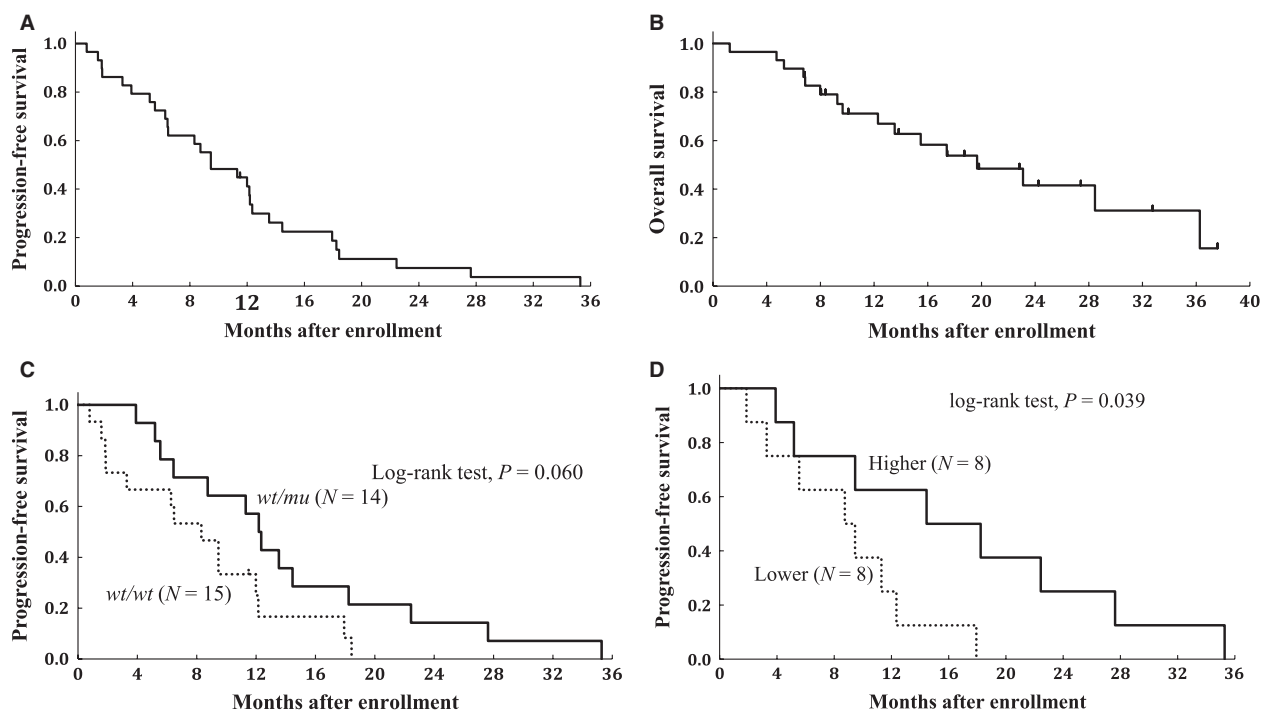 A
Progression-free survival
1.0
0.8
0.6
0.4
0.2
0.0
0 4 8 12 16 20 24 28 32 36
Months after enrollment
B
Overall survival
1.0
0.8
0.6
0.4
0.2
0.0
0 4 8 12 16 20 24 28 32 36 40
Months after enrollment
C
Progression-free survival
1.0
0.8
0.6
0.4
0.2
0.0
Log-rank test, P = 0.060
wt/mu (N = 14)
wt/wt (N = 15)
0 4 8 12 16 20 24 28 32 36
Months after enrollment
D
Progression-free survival
1.0
0.8
0.6
0.4
0.2
0.0
log-rank test, P = 0.039
Higher (N = 8)
Lower (N = 8)
0 4 8 12 16 20 24 28 32 36
Months after enrollment